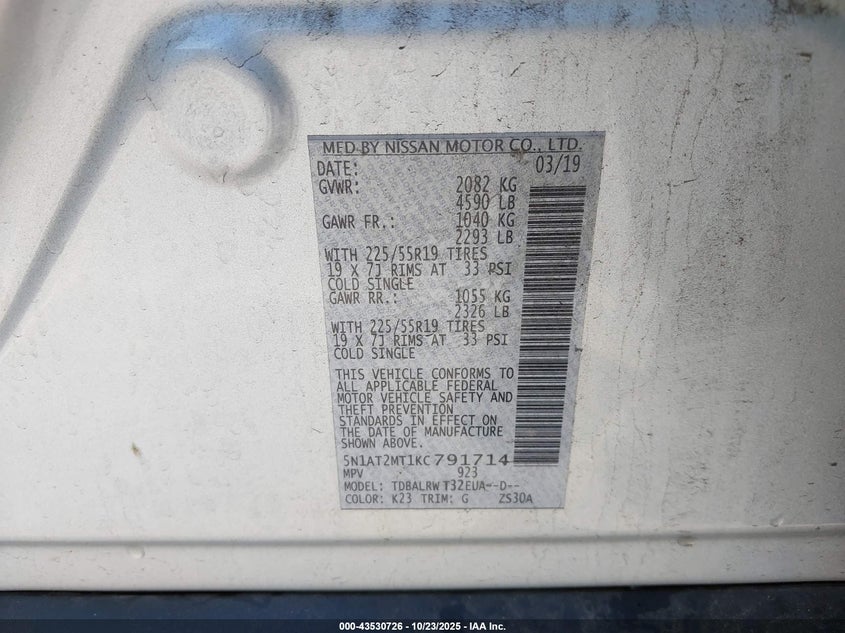 MFD BY NISSAN MOTOR CO., LTD.
DATE: 03/19
GVWR: 2082 KG
4590 LB
GAWR FR.: 1040 KG
2293 LB
WITH 225/55R19 TIRES
19 X 7J RIMS AT 33 PSI
COLD SINGLE
GAWR RR.: 1055 KG
2326 LB
WITH 225/55R19 TIRES
19 X 7J RIMS AT 33 PSI
COLD SINGLE
THIS VEHICLE CONFORMS TO
ALL APPLICABLE FEDERAL
MOTOR VEHICLE SAFETY AND
THEFT PREVENTION
STANDARDS IN EFFECT ON
THE DATE OF MANUFACTURE
SHOWN ABOVE.
5N1AT2MT1KC791714
MPV 923
MODEL: TDBALRW T32EUA--D--
COLOR: K23 TRIM: G ZS30A
000-43530726 - 10/23/2025 - IAA Inc.